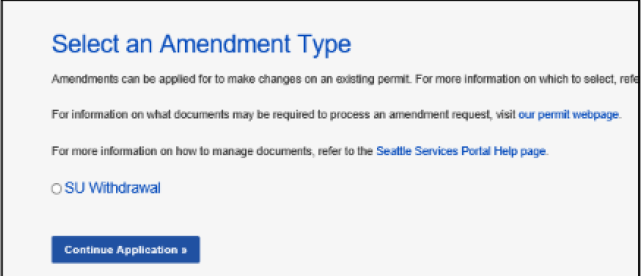 Select an Amendment Type
Amendments can be applied for to make changes on an existing permit. For more information on which to select, refe
For information on what documents may be required to process an amendment request, visit our permit webpage.
For more information on how to manage documents, refer to the Seattle Services Portal Help page.
SU Withdrawal
Continue Application »